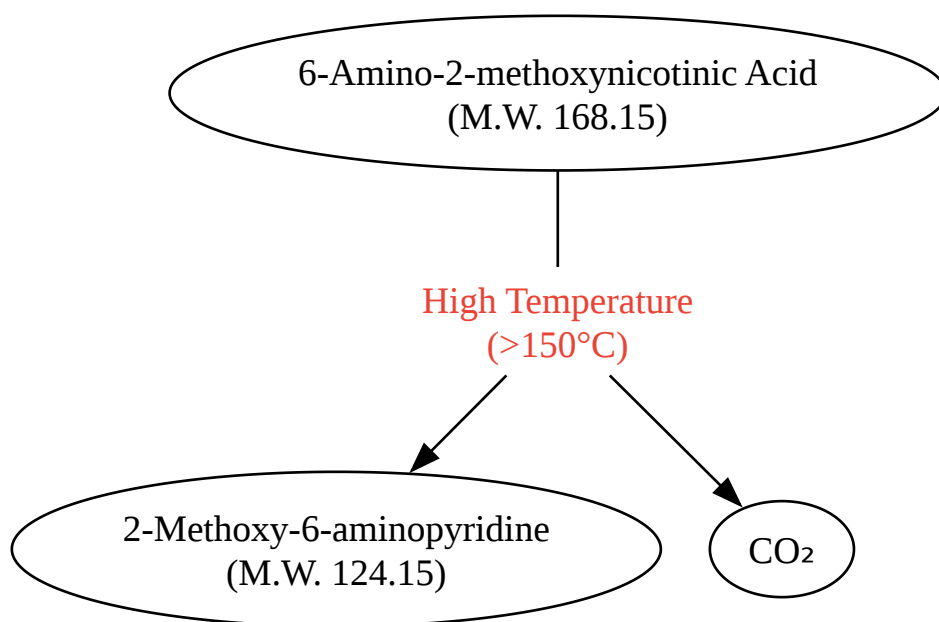 6-Amino-2-methoxynicotinic Acid
(M.W. 168.15)
High Temperature
(>150°C)
2-Methoxy-6-aminopyridine
(M.W. 124.15)
CO₂